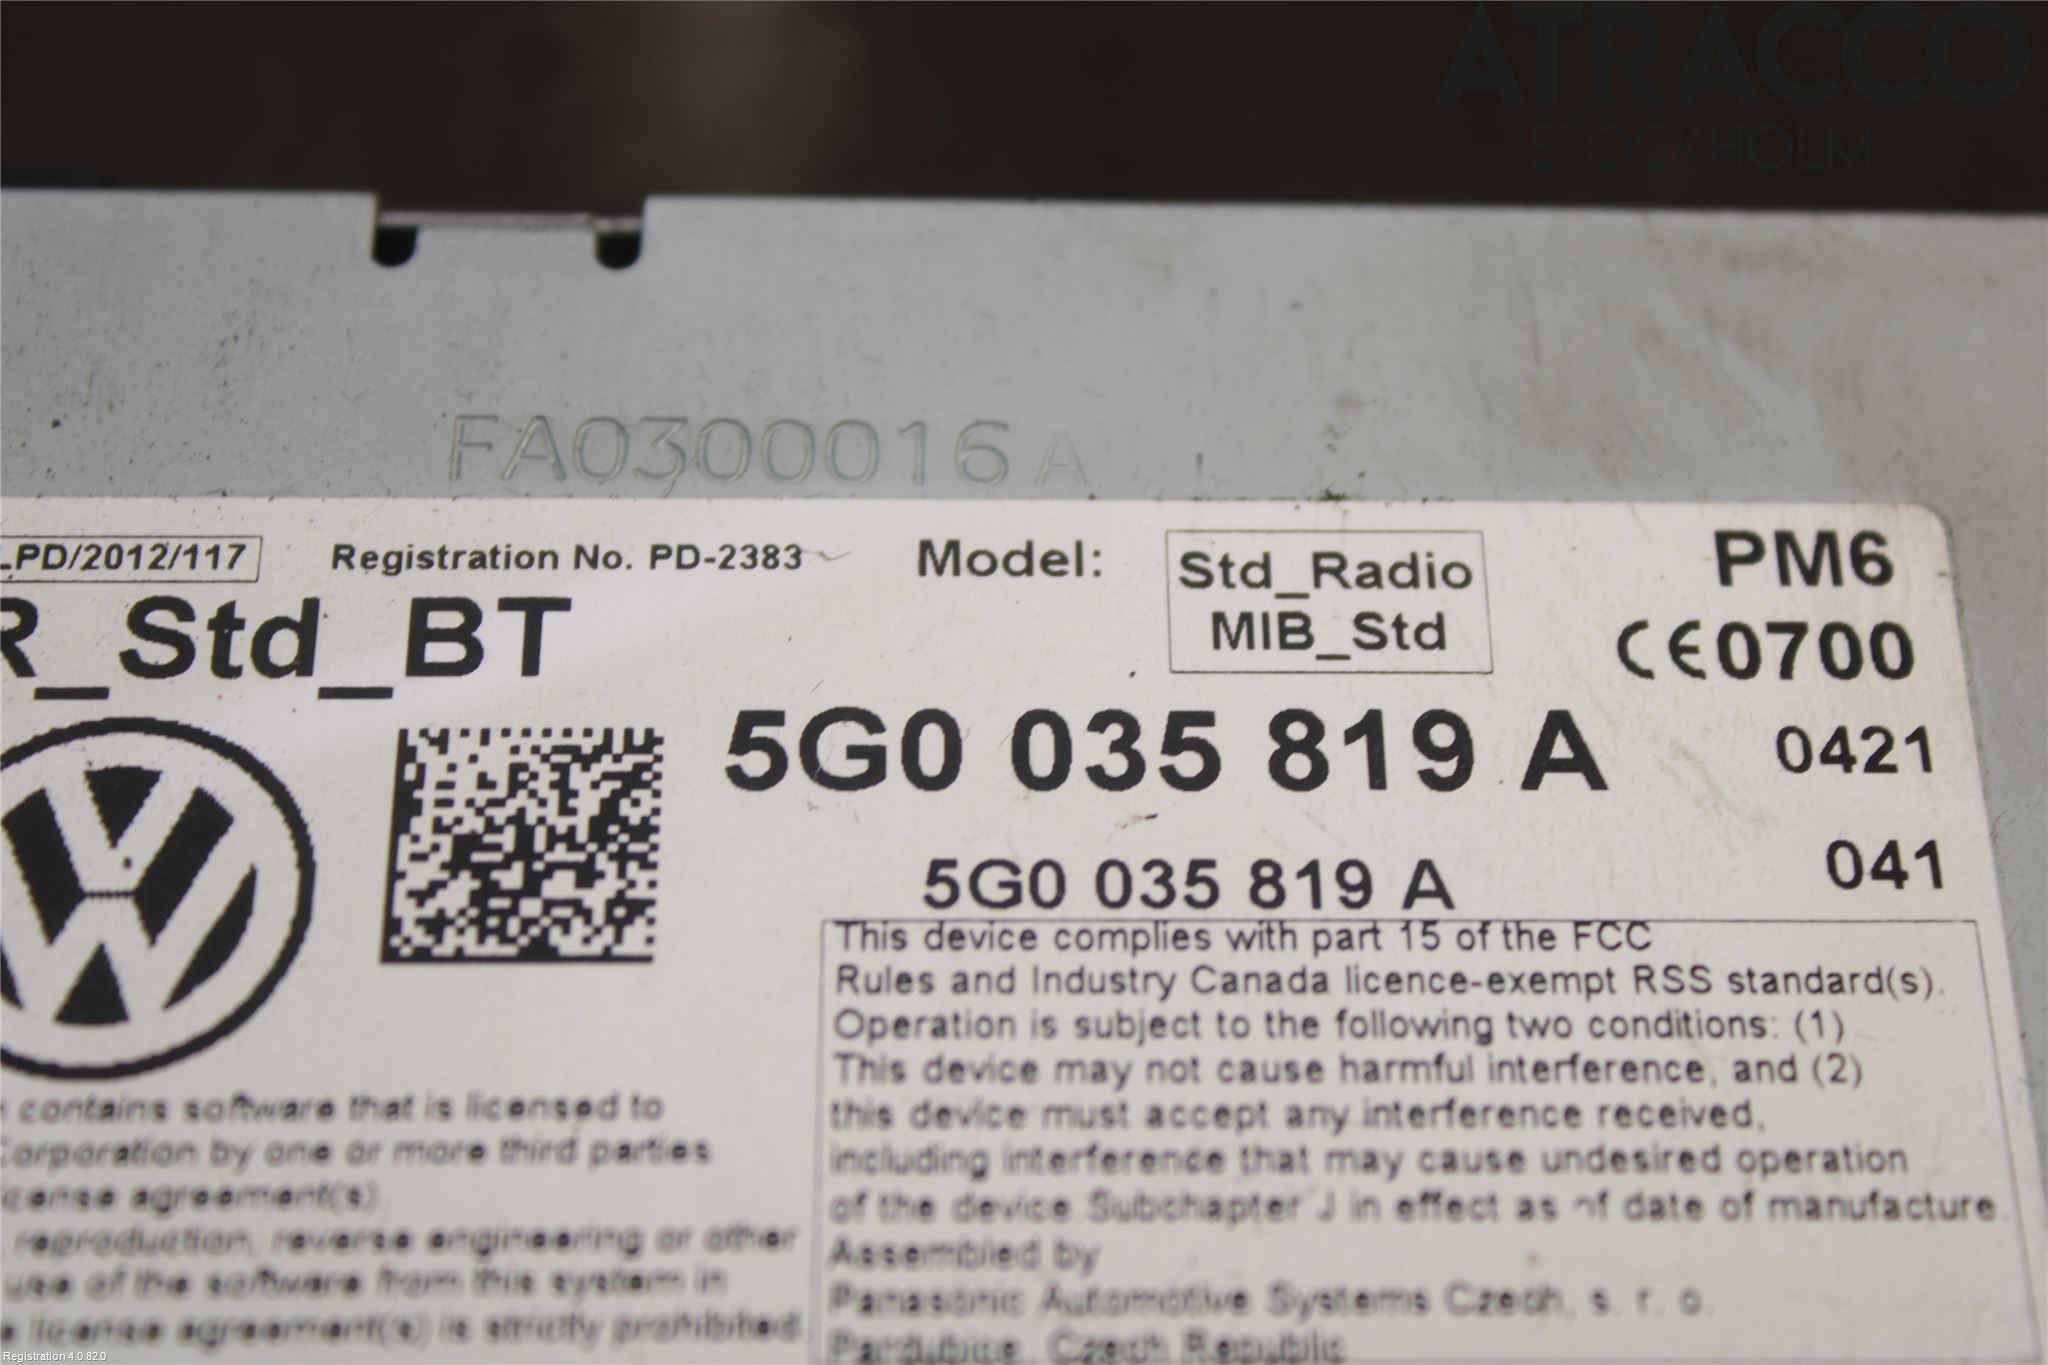 ATRACCO
STOCKHOLM
FA0300016 A
LPD/2012/117 Registration No. PD-2383 Model: Std_Radio PM6
MIB_Std CE0700
R_Std_BT
5G0 035 819 A 0421
5G0 035 819 A 041
This device complies with part 15 of the FCC
Rules and Industry Canada licence-exempt RSS standard(s).
Operation is subject to the following two conditions: (1)
This device may not cause harmful interference, and (2)
this device must accept any interference received,
including interference that may cause undesired operation
of the device Subchapter J in effect as of date of manufacture.
Assembled by
Panasonic Automotive Systems Czech, s. r. o.
Pardubice, Czech Republic
contains software that is licensed to
Corporation by one or more third parties
license agreement(s).
reproduction, reverse engineering or other
use of the software from this system in
license agreement(s) is strictly prohibited.
Registration 4.0.82.0